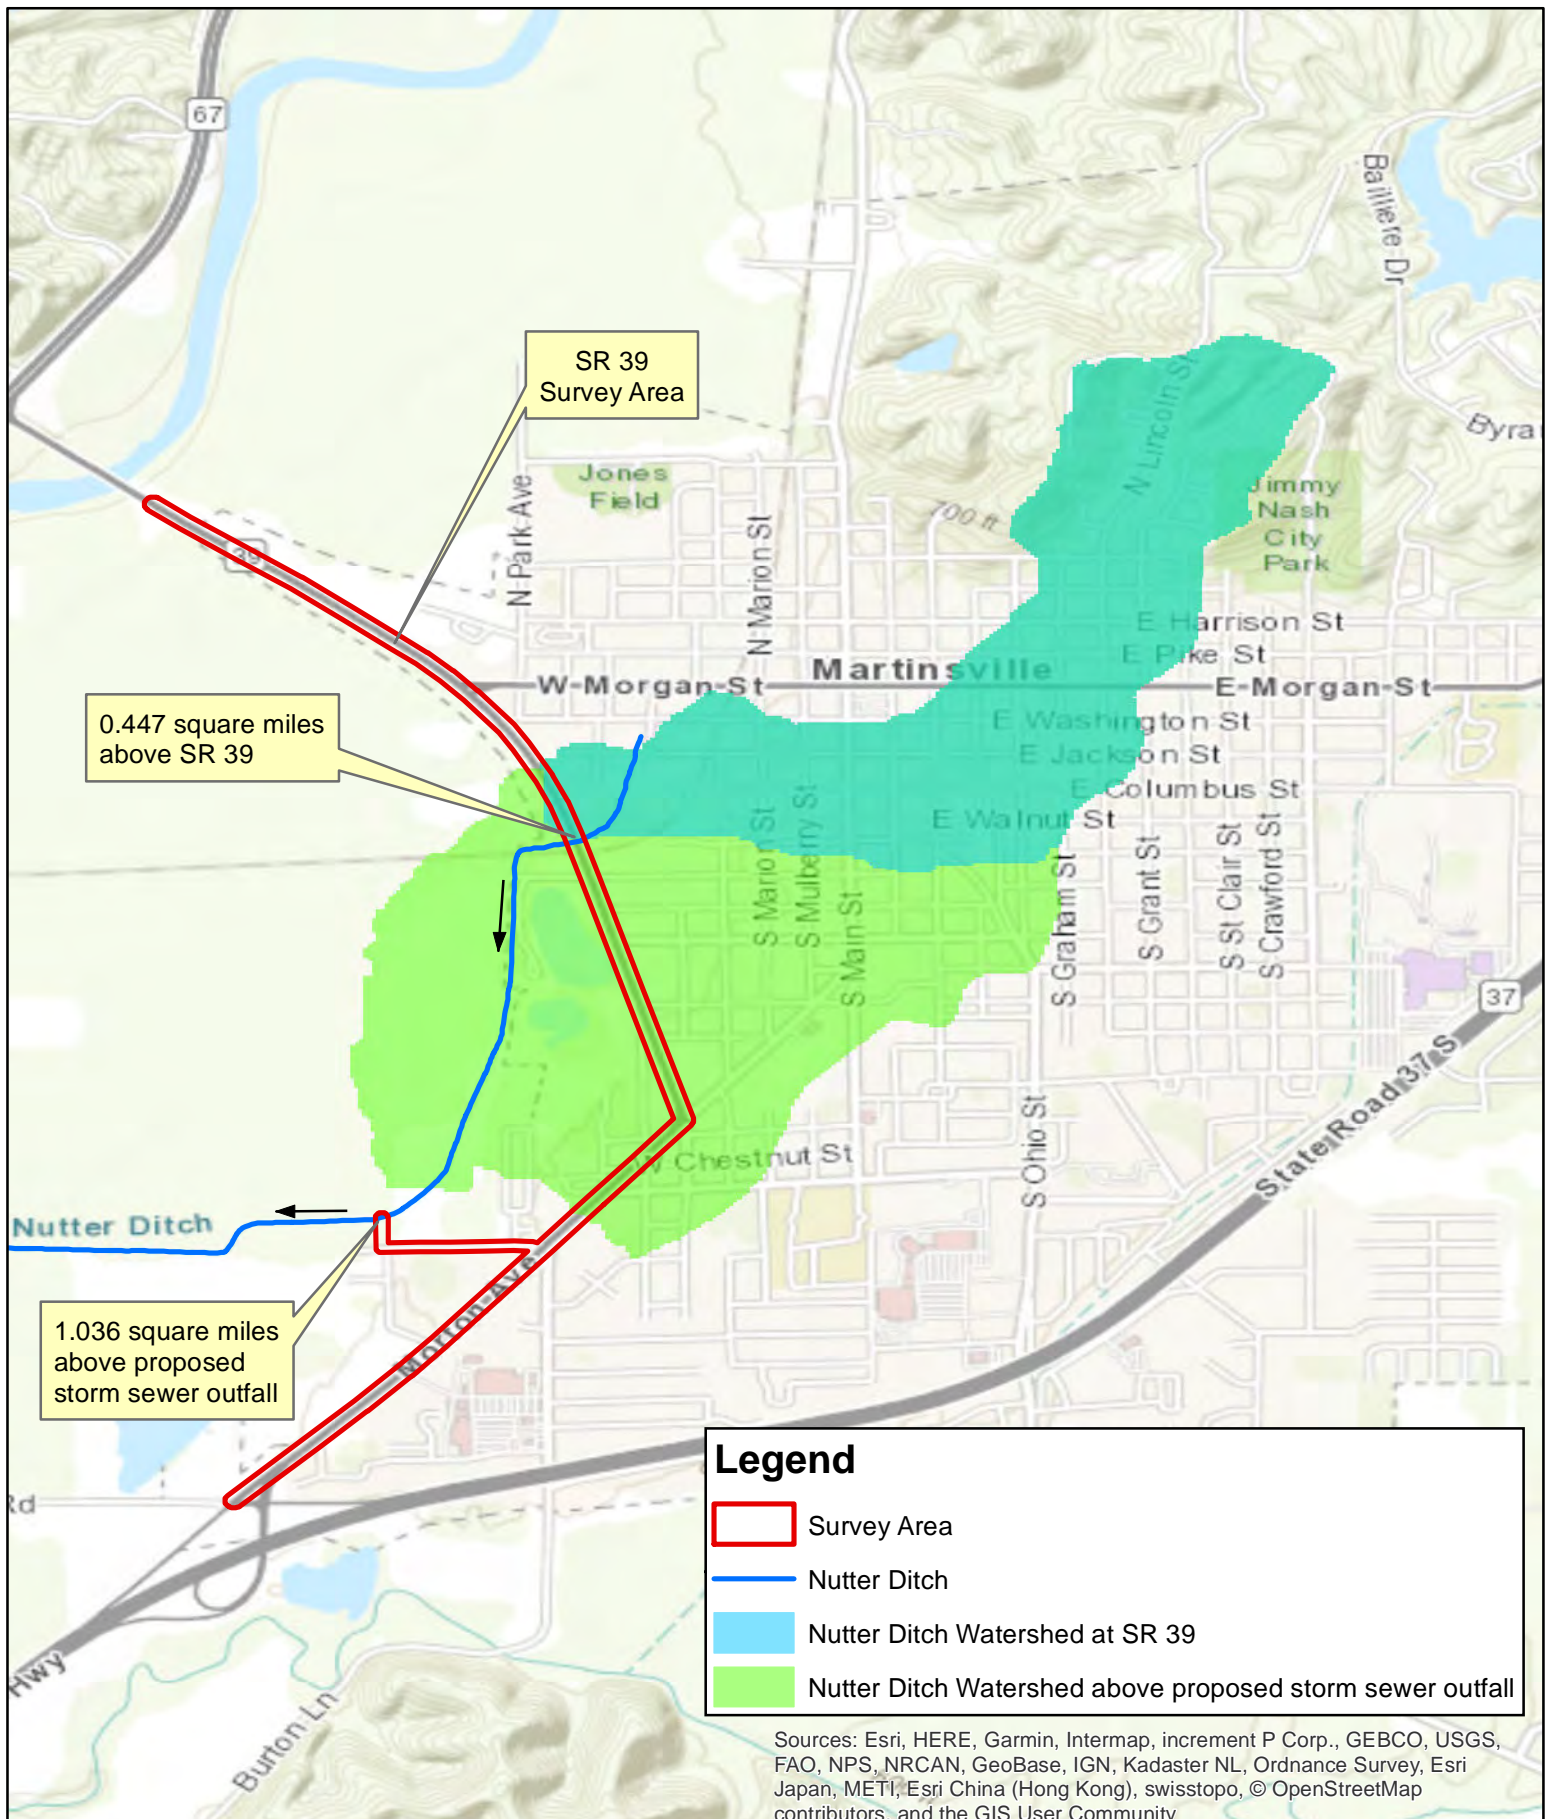 67
Bailliere Dr
SR 39
Survey Area
N Lincoln St
Byra
Jones
Field
Jimmy
Nash
City
Park
700 ft
N Park Ave
N Marion St
39
E Harrison St
E Pike St
Martinsville
W-Morgan-St
E-Morgan-St
0.447 square miles
above SR 39
E Washington St
E Jackson St
E Columbus St
E Walnut St
S Marion St
S Mulberry St
S Main St
S Graham St
S Grant St
S St Clair St
S Crawford St
37
State Road 37 S
W Chestnut St
S Ohio St
Nutter Ditch
Morton-Ave
1.036 square miles
above proposed
storm sewer outfall
Rd
Hwy
Burton Ln
Legend
Survey Area
Nutter Ditch
Nutter Ditch Watershed at SR 39
Nutter Ditch Watershed above proposed storm sewer outfall
Sources: Esri, HERE, Garmin, Intermap, increment P Corp., GEBCO, USGS,
FAO, NPS, NRCAN, GeoBase, IGN, Kadaster NL, Ordnance Survey, Esri
Japan, METI, Esri China (Hong Kong), swisstopo, © OpenStreetMap
contributors, and the GIS User Community